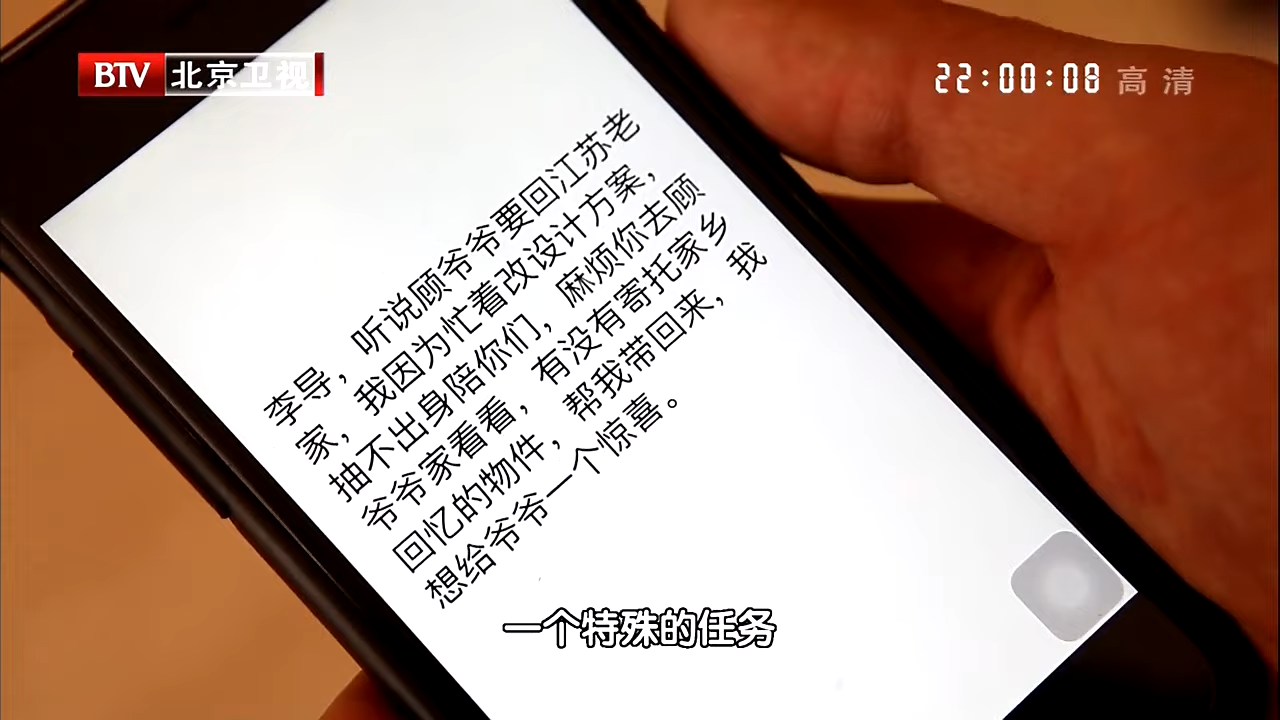 BTV 北京卫视
22:00:08 高清
李导，听说顾爷爷要回江苏老
家，我因为忙着改设计方案，
抽不出身陪你们，麻烦你去顾
爷爷家看看，有没有寄托家乡
回忆的物件，帮我带回来，我
想给爷爷一个惊喜。
一个特殊的任务